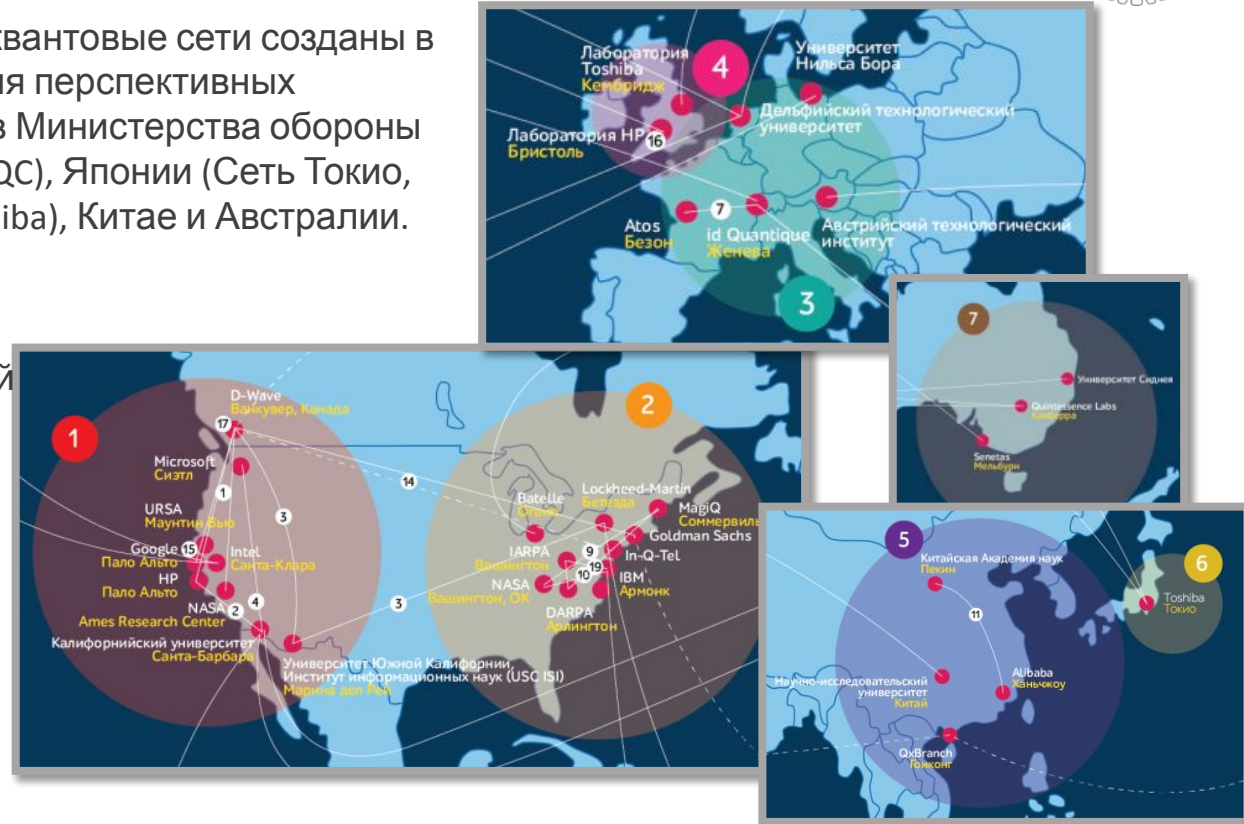 квантовые сети созданы в
ия перспективных
в Министерства обороны
QC), Японии (Сеть Токио,
iba), Китае и Австралии.
й
Лаборатория
Toshiba
Кембридж
4
Университет
Нильса Бора
Дельфийский технологический
университет
Лаборатория HP
16
Бристоль
Atos
Безон
7
id Quantique
Женева
Австрийский технологический
институт
3
7
Университет Сиднея
Quintessence Labs
Канберра
Senetas
Мельбурн
1
D-Wave
Ванкувер, Канада
17
Microsoft
Сиэтл
1
3
URSA
Маунтин Вью
Google
15
Пало Альто
Intel
Санта-Клара
HP
Пало Альто
NASA
2
4
Ames Research Center
Калифорнийский университет
Санта-Барбара
Университет Южной Калифорнии,
Институт информационных наук (USC ISI)
Марина дел Рей
14
3
2
Batelle
Огайо
Lockheed-Martin
Бетезда
MagiQ
Соммервиль
Goldman Sachs
IARPA
Вашингтон
9
In-Q-Tel
NASA
10
19
Вашингтон, ОК
IBM
Армонк
DARPA
Арлингтон
5
Китайская Академия наук
Пекин
11
Научно-исследовательский
университет
Китай
Alibaba
Ханьчжоу
QxBranch
Гонконг
6
Toshiba
Токио